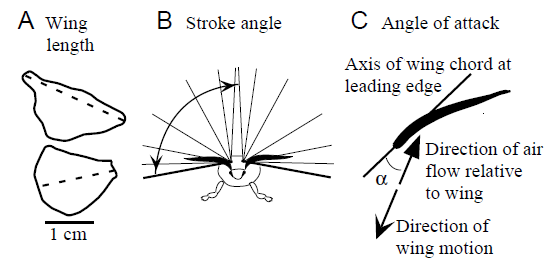 A Wing
length
1 cm
B Stroke angle
C Angle of attack
Axis of wing chord at
leading edge
Direction of air
flow relative
to wing
α
Direction of
wing motion